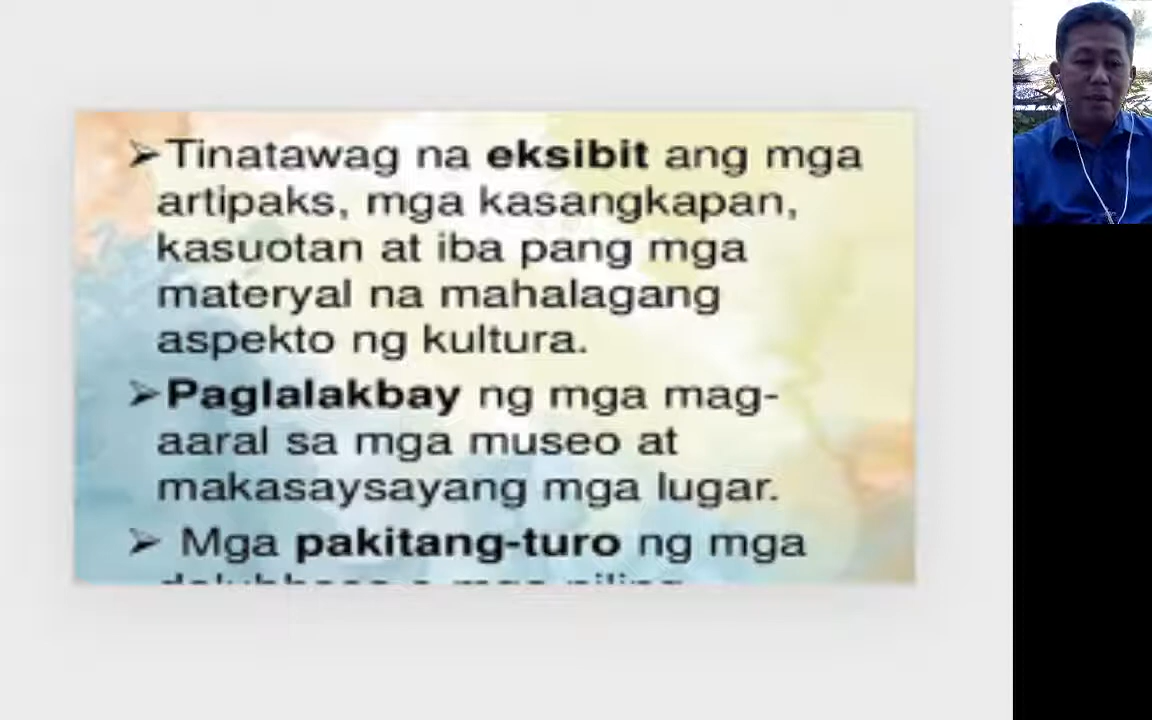 ➢Tinatawag na eksibit ang mga
artipaks, mga kasangkapan,
kasuotan at iba pang mga
materyal na mahalagang
aspekto ng kultura.
➢Paglalakbay ng mga mag-
aaral sa mga museo at
makasaysayang mga lugar.
➢ Mga pakitang-turo ng mga